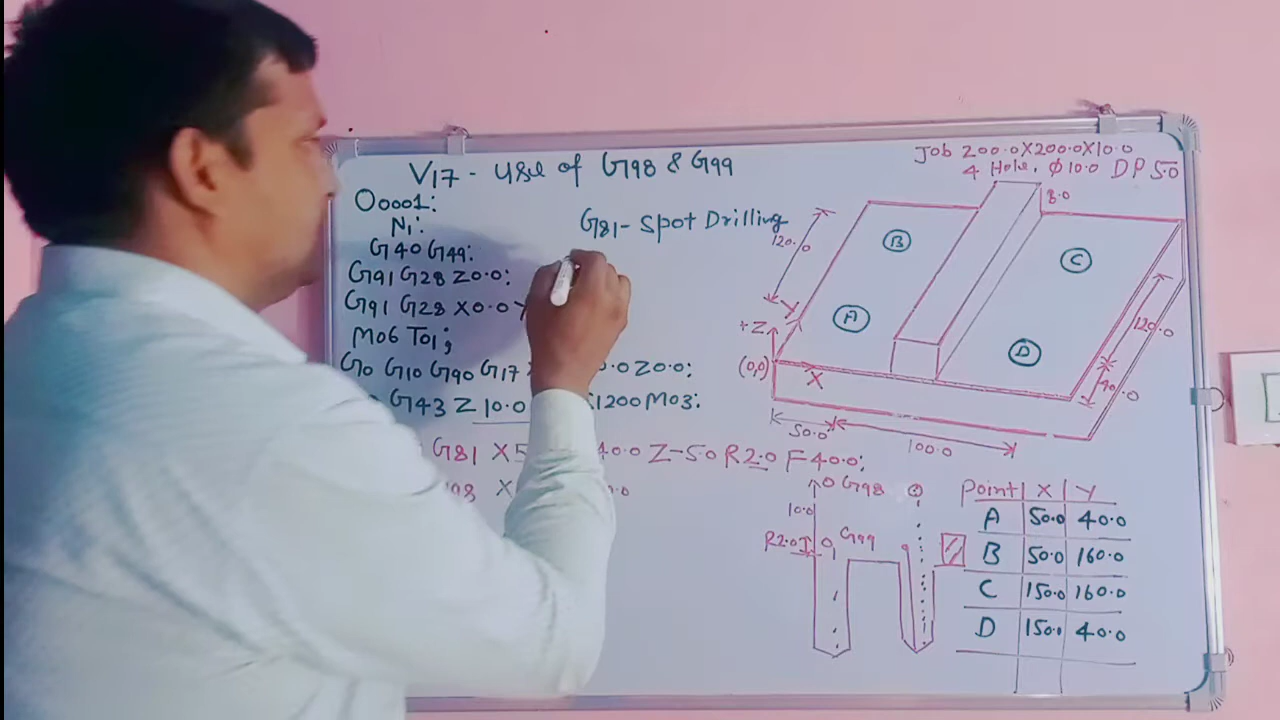 V17 - Use of G98 & G99
O0001:
N1:
G40 G49:
G91 G28 Z0.0:
G91 G28 X0.0 Y
M06 T01;
G0 G10 G90 G17 .0 Z0.0:
G43 Z 10.0 1200 M03:
G81 X5 40.0 Z-5.0 R2.0 F40.0;
98 X .0
G81- Spot Drilling
Job 200.0X200.0X10.0
4 Hole, φ10.0 DP 5.0
8.0
120.0
B
C
A
D
Y
+Z
(0,0)
X
120.0
40.0
50.0
100.0
G98
10.0
R2.0
G99
Point X Y
A 50.0 40.0
B 50.0 160.0
C 150.0 160.0
D 150.0 40.0